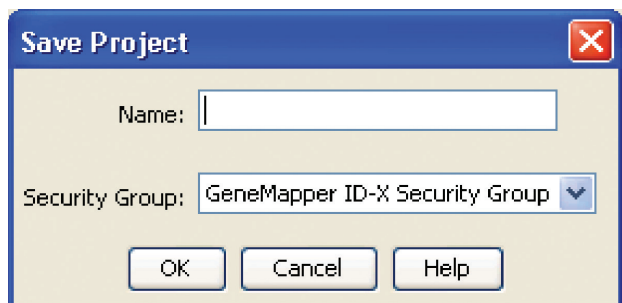 Save Project
Name:
Security Group: GeneMapper ID-X Security Group
OK Cancel Help